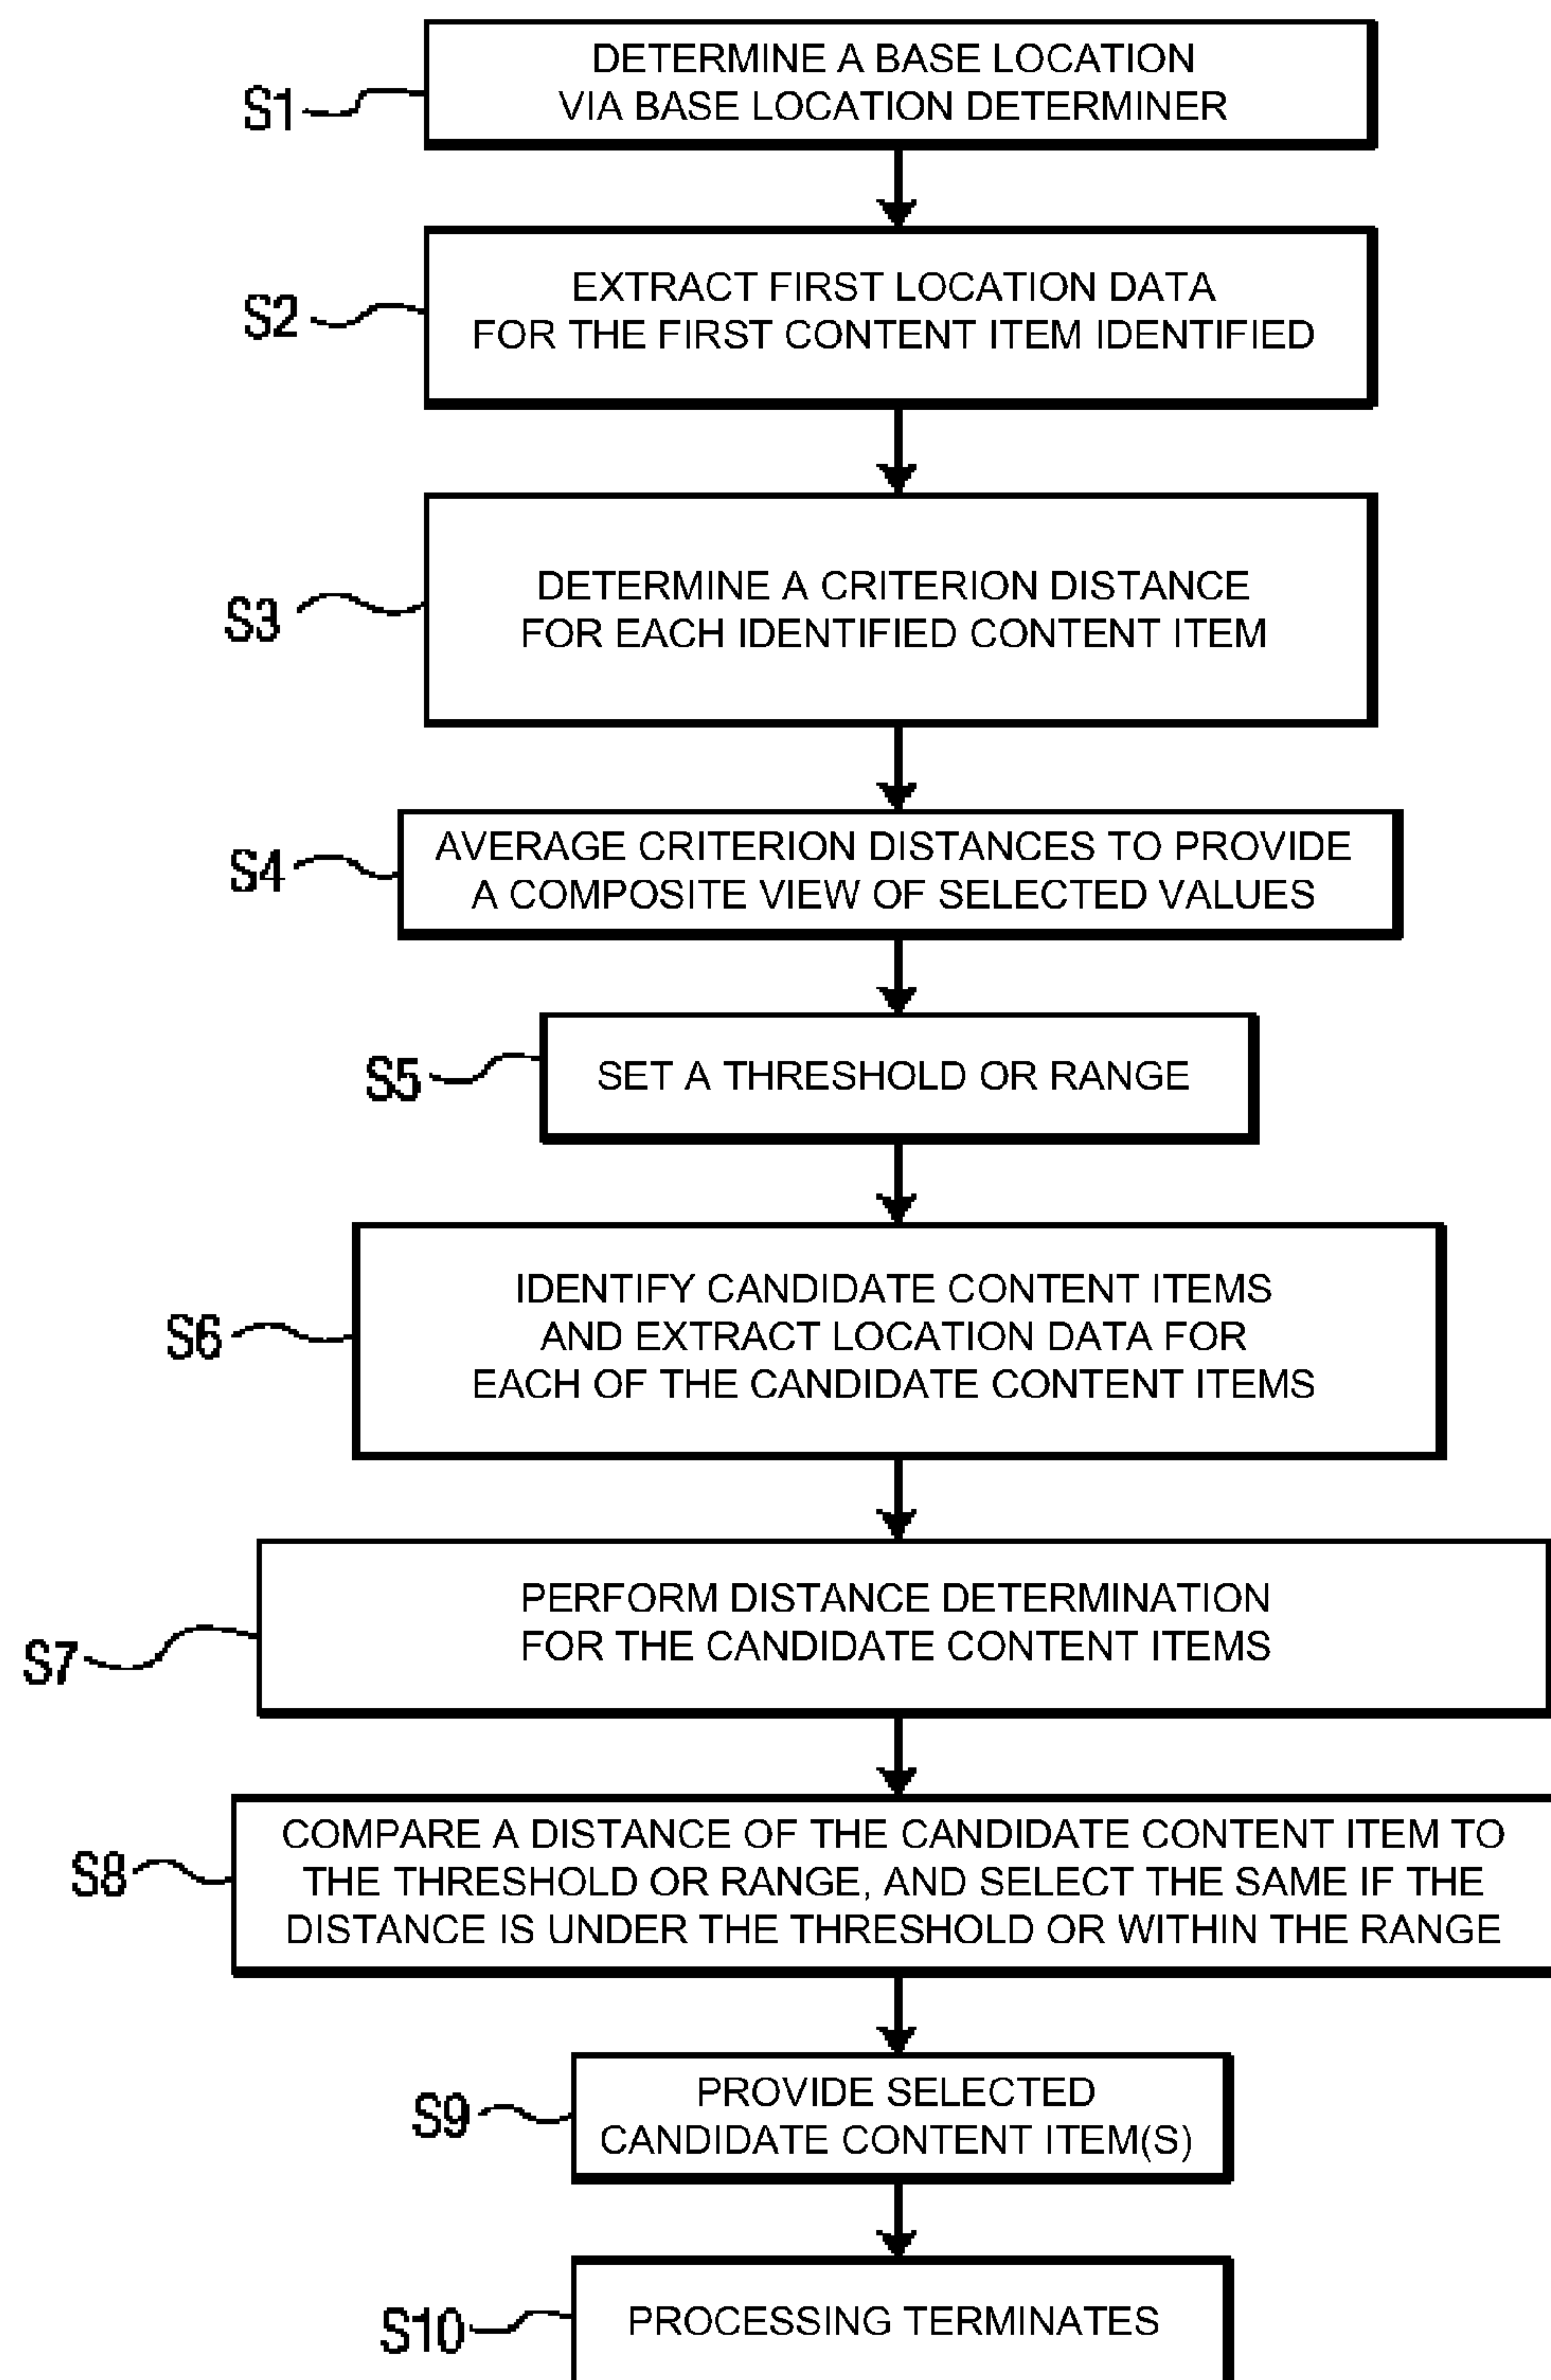 S1
DETERMINE A BASE LOCATION
VIA BASE LOCATION DETERMINER
S2
EXTRACT FIRST LOCATION DATA
FOR THE FIRST CONTENT ITEM IDENTIFIED
S3
DETERMINE A CRITERION DISTANCE
FOR EACH IDENTIFIED CONTENT ITEM
S4
AVERAGE CRITERION DISTANCES TO PROVIDE
A COMPOSITE VIEW OF SELECTED VALUES
S5
SET A THRESHOLD OR RANGE
S6
IDENTIFY CANDIDATE CONTENT ITEMS
AND EXTRACT LOCATION DATA FOR
EACH OF THE CANDIDATE CONTENT ITEMS
S7
PERFORM DISTANCE DETERMINATION
FOR THE CANDIDATE CONTENT ITEMS
S8
COMPARE A DISTANCE OF THE CANDIDATE CONTENT ITEM TO
THE THRESHOLD OR RANGE, AND SELECT THE SAME IF THE
DISTANCE IS UNDER THE THRESHOLD OR WITHIN THE RANGE
S9
PROVIDE SELECTED
CANDIDATE CONTENT ITEM(S)
S10
PROCESSING TERMINATES